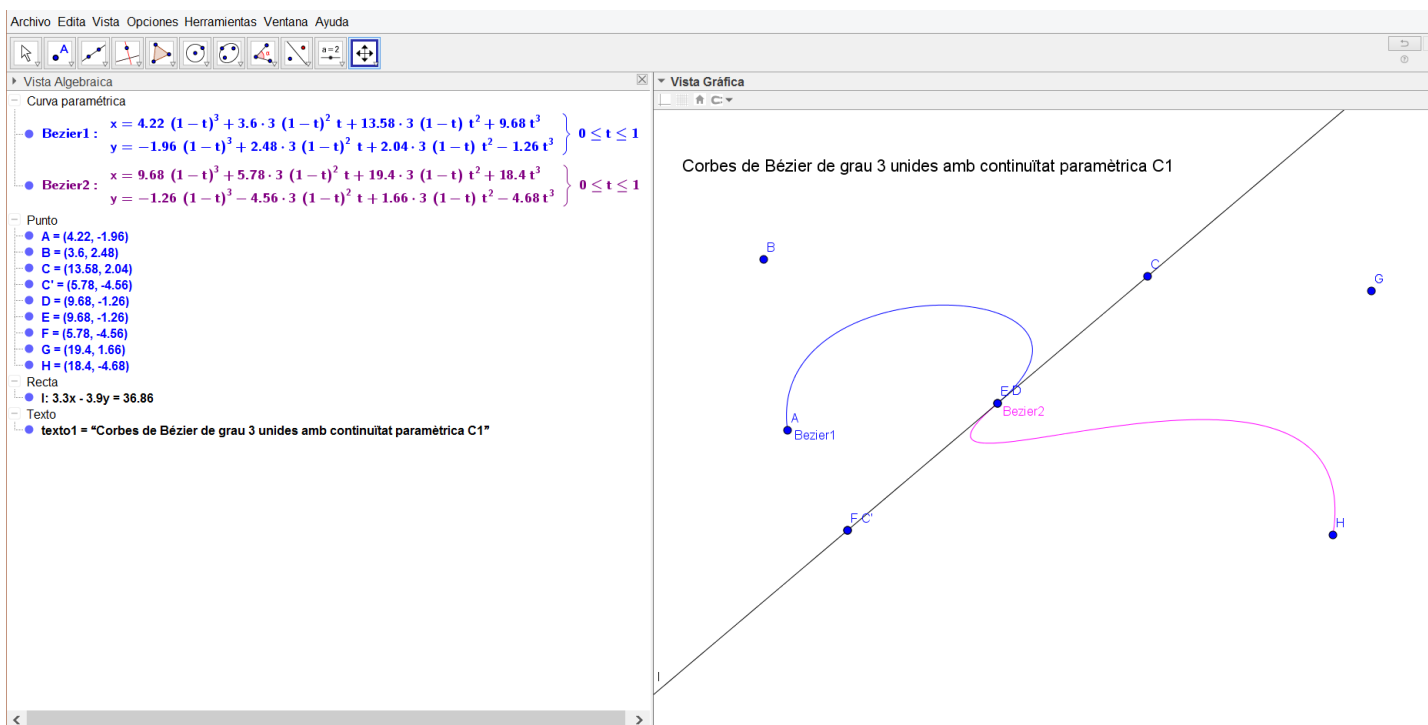 Archivo Edita Vista Opciones Herramientas Ventana Ayuda
A
a=2
Vista Algebraica
Vista Gráfica
Curva paramétrica
Bezier1 : x = 4.22 (1 − t)³ + 3.6 · 3 (1 − t)² t + 13.58 · 3 (1 − t) t² + 9.68 t³
y = −1.96 (1 − t)³ + 2.48 · 3 (1 − t)² t + 2.04 · 3 (1 − t) t² − 1.26 t³ } 0 ≤ t ≤ 1
Bezier2 : x = 9.68 (1 − t)³ + 5.78 · 3 (1 − t)² t + 19.4 · 3 (1 − t) t² + 18.4 t³
y = −1.26 (1 − t)³ − 4.56 · 3 (1 − t)² t + 1.66 · 3 (1 − t) t² − 4.68 t³ } 0 ≤ t ≤ 1
Punto
A = (4.22, -1.96)
B = (3.6, 2.48)
C = (13.58, 2.04)
C' = (5.78, -4.56)
D = (9.68, -1.26)
E = (9.68, -1.26)
F = (5.78, -4.56)
G = (19.4, 1.66)
H = (18.4, -4.68)
Recta
l: 3.3x - 3.9y = 36.86
Texto
texto1 = “Corbes de Bézier de grau 3 unides amb continuïtat paramètrica C1”
Corbes de Bézier de grau 3 unides amb continuïtat paramètrica C1
B
C
G
E D
Bezier2
A
Bezier1
F C'
H
l